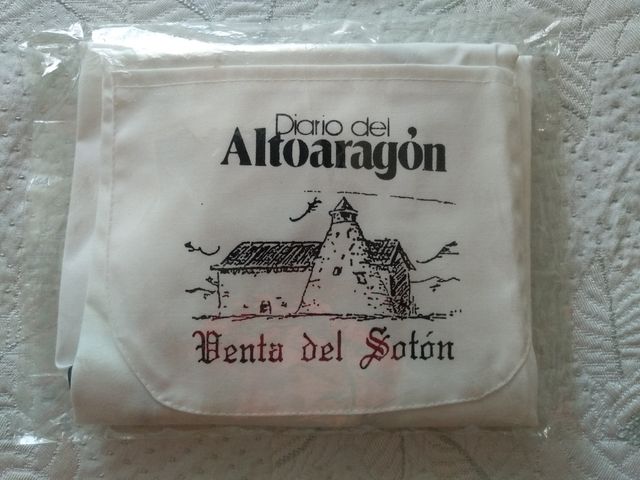 Diario del
Altoaragón
Venta del Sotón